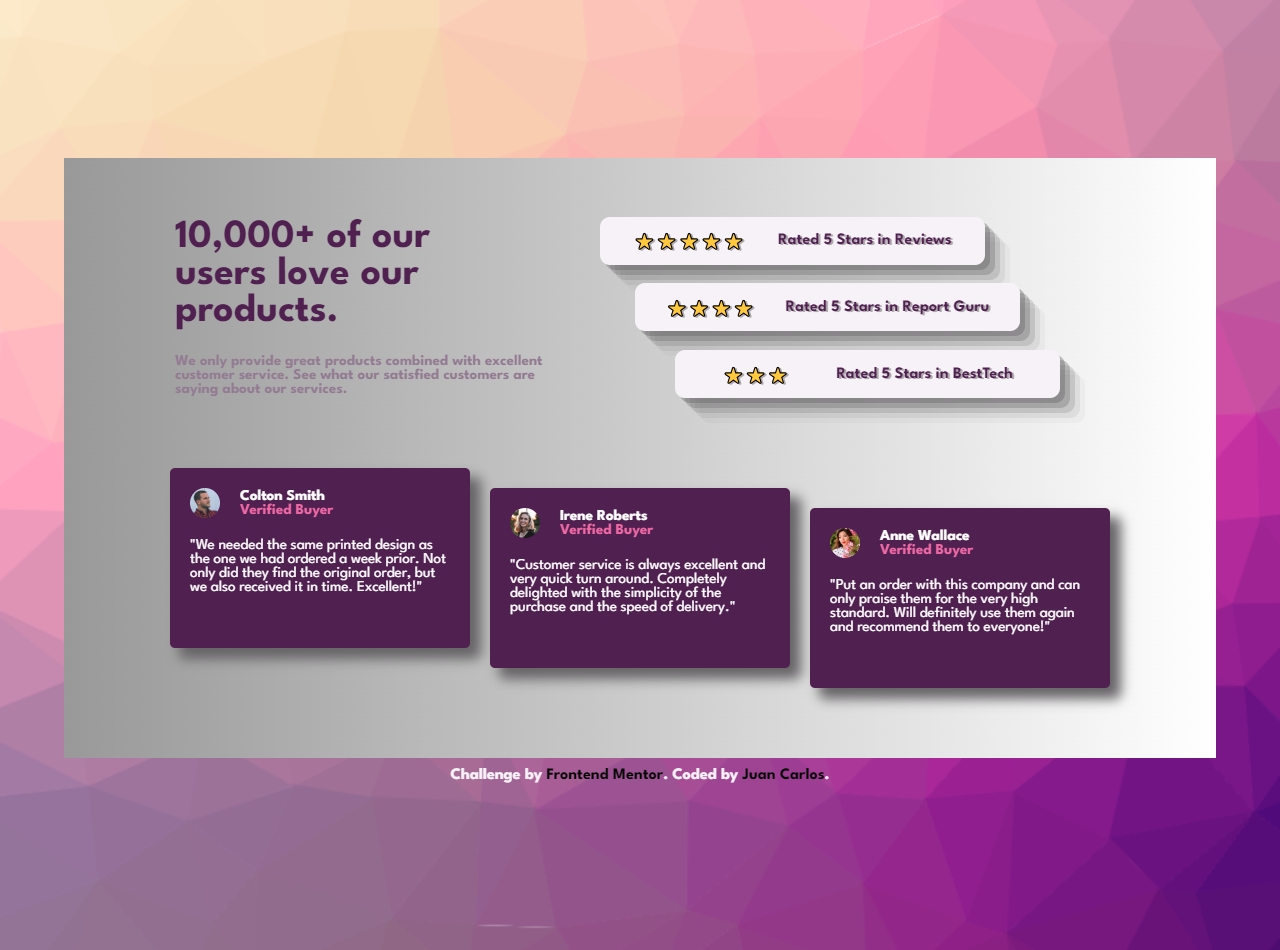 10,000+ of our
users love our
products.
We only provide great products combined with excellent
customer service. See what our satisfied customers are
saying about our services.
Rated 5 Stars in Reviews
Rated 5 Stars in Report Guru
Rated 5 Stars in BestTech
Colton Smith
Verified Buyer
"We needed the same printed design as
the one we had ordered a week prior. Not
only did they find the original order, but
we also received it in time. Excellent!"
Irene Roberts
Verified Buyer
"Customer service is always excellent and
very quick turn around. Completely
delighted with the simplicity of the
purchase and the speed of delivery."
Anne Wallace
Verified Buyer
"Put an order with this company and can
only praise them for the very high
standard. Will definitely use them again
and recommend them to everyone!"
Challenge by Frontend Mentor. Coded by Juan Carlos.